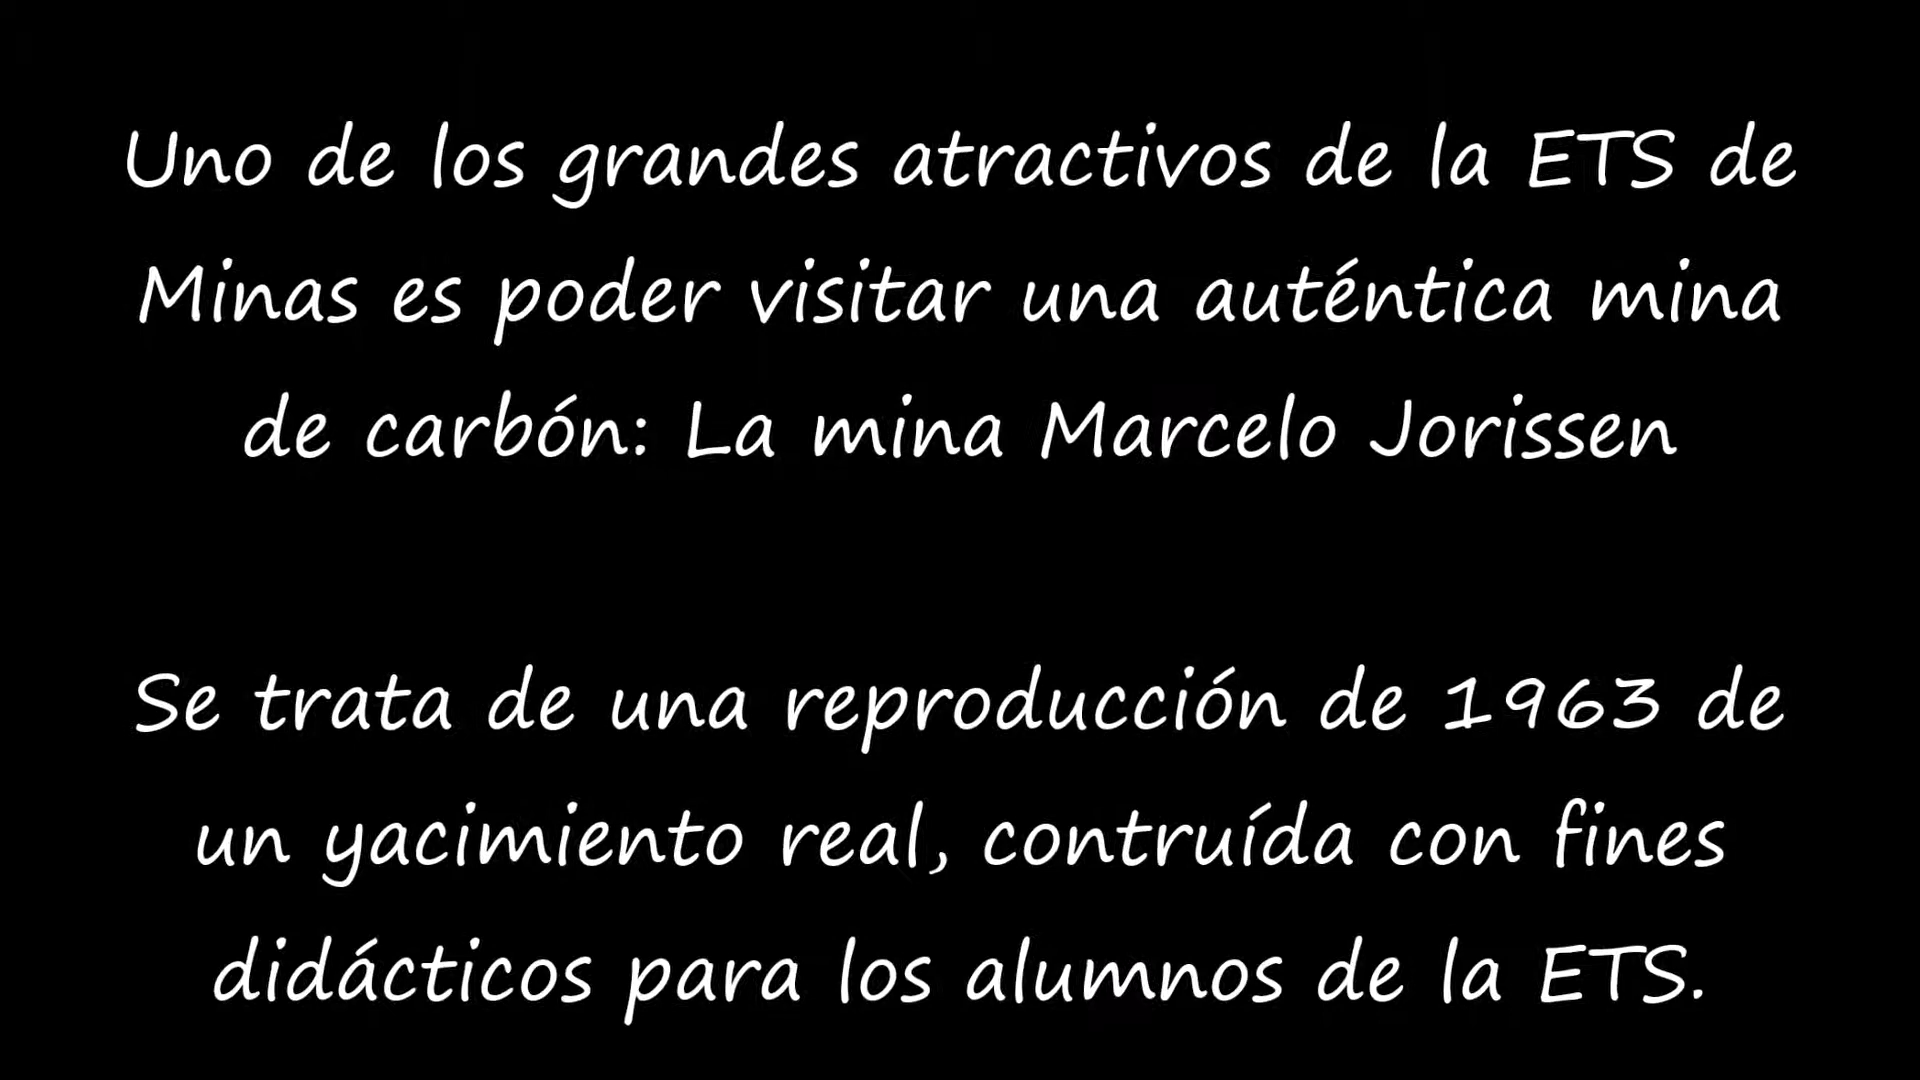 Uno de los grandes atractivos de la ETS de
Minas es poder visitar una auténtica mina
de carbón: La mina Marcelo Jorissen
Se trata de una reproducción de 1963 de
un yacimiento real, contruída con fines
didácticos para los alumnos de la ETS.